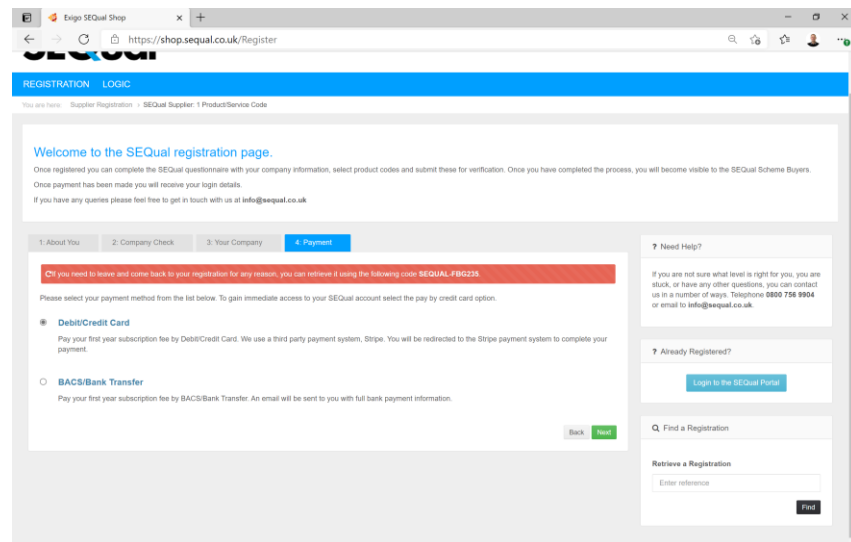 Exigo SEQual Shop
https://shop.sequal.co.uk/Register
SEQual
REGISTRATION LOGIC
You are here: Supplier Registration > SEQual Supplier: 1 Product/Service Code
Welcome to the SEQual registration page.
Once registered you can complete the SEQual questionnaire with your company information, select product codes and submit these for verification. Once you have completed the process, you will become visible to the SEQual Scheme Buyers.
Once payment has been made you will receive your login details.
If you have any queries please feel free to get in touch with us at info@sequal.co.uk
1: About You 2: Company Check 3: Your Company 4: Payment
If you need to leave and come back to your registration for any reason, you can retrieve it using the following code SEQUAL-FBG235.
Please select your payment method from the list below. To gain immediate access to your SEQual account select the pay by credit card option.
Debit/Credit Card
Pay your first year subscription fee by Debit/Credit Card. We use a third party payment system, Stripe. You will be redirected to the Stripe payment system to complete your
payment.
BACS/Bank Transfer
Pay your first year subscription fee by BACS/Bank Transfer. An email will be sent to you with full bank payment information.
Back Next
? Need Help?
If you are not sure what level is right for you, you are
stuck, or have any other questions, you can contact
us in a number of ways. Telephone 0800 756 9904
or email to info@sequal.co.uk.
? Already Registered?
Login to the SEQual Portal
Find a Registration
Retrieve a Registration
Enter reference
Find